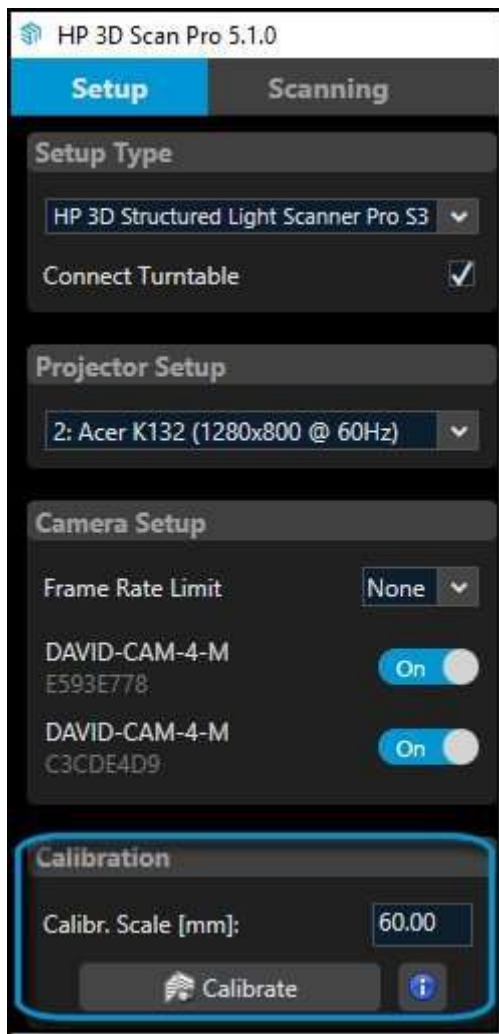 HP 3D Scan Pro 5.1.0
Setup Scanning
Setup Type
HP 3D Structured Light Scanner Pro S3
Connect Turntable
Projector Setup
2: Acer K132 (1280x800 @ 60Hz)
Camera Setup
Frame Rate Limit None
DAVID-CAM-4-M
E593E778
On
DAVID-CAM-4-M
C3CDE4D9
On
Calibration
Calibr. Scale [mm]: 60.00
Calibrate